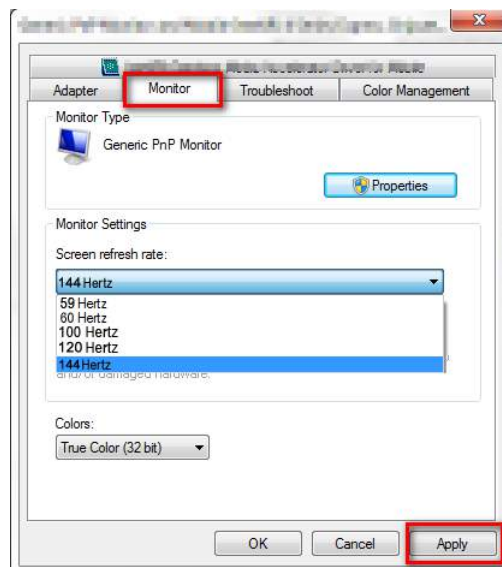 Adapter Monitor Troubleshoot Color Management
Monitor Type
Generic PnP Monitor
Properties
Monitor Settings
Screen refresh rate:
144 Hertz
59 Hertz
60 Hertz
100 Hertz
120 Hertz
144 Hertz
and/or damaged hardware.
Colors:
True Color (32 bit)
OK Cancel Apply